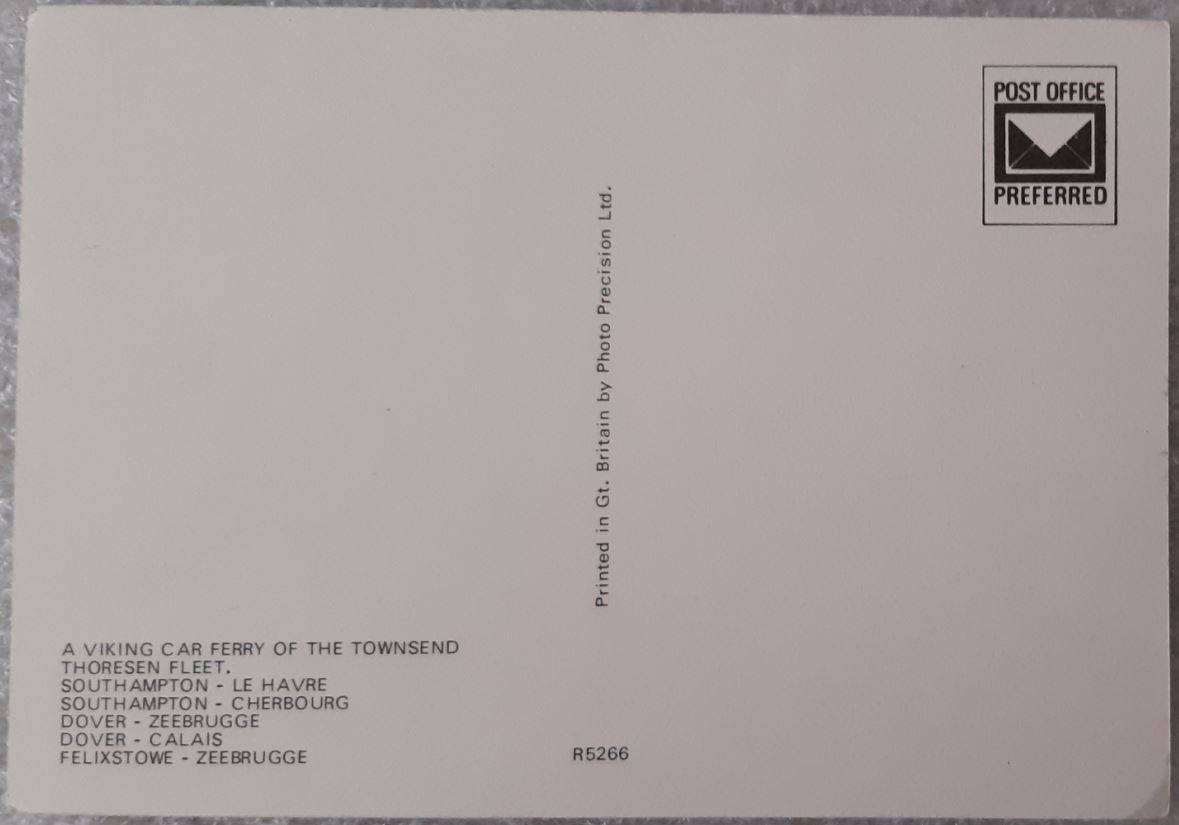 POST OFFICE
PREFERRED
Printed in Gt. Britain by Photo Precision Ltd.
A VIKING CAR FERRY OF THE TOWNSEND
THORESEN FLEET.
SOUTHAMPTON - LE HAVRE
SOUTHAMPTON - CHERBOURG
DOVER - ZEEBRUGGE
DOVER - CALAIS
FELIXSTOWE - ZEEBRUGGE
R5266